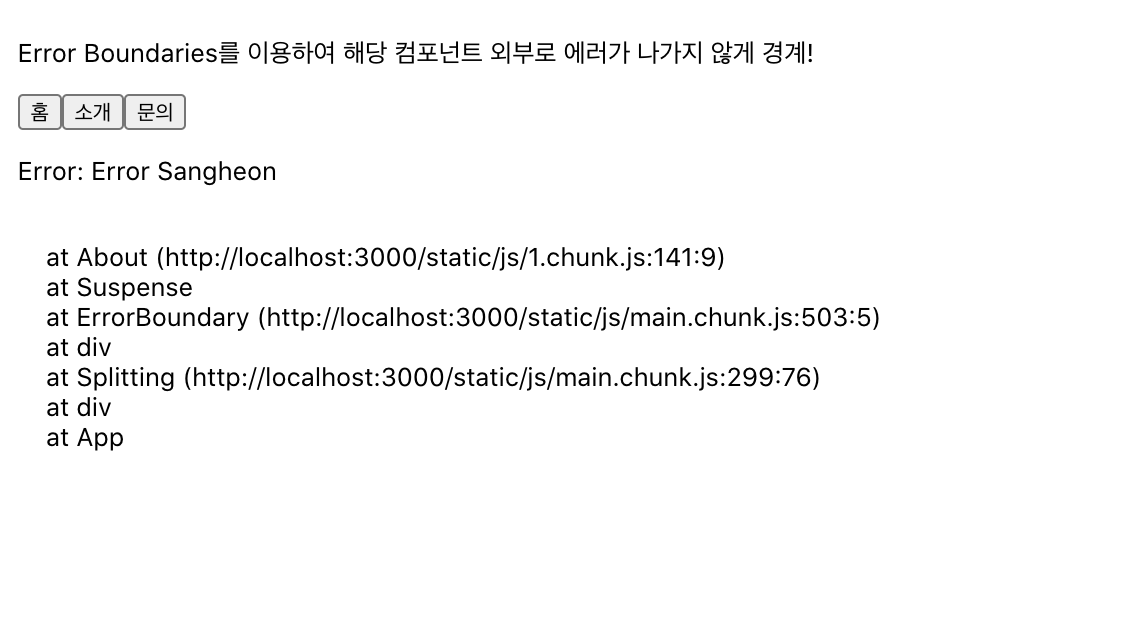 Error Boundaries를 이용하여 해당 컴포넌트 외부로 에러가 나가지 않게 경계!
홈 소개 문의
Error: Error Sangheon
at About (http://localhost:3000/static/js/1.chunk.js:141:9)
at Suspense
at ErrorBoundary (http://localhost:3000/static/js/main.chunk.js:503:5)
at div
at Splitting (http://localhost:3000/static/js/main.chunk.js:299:76)
at div
at App